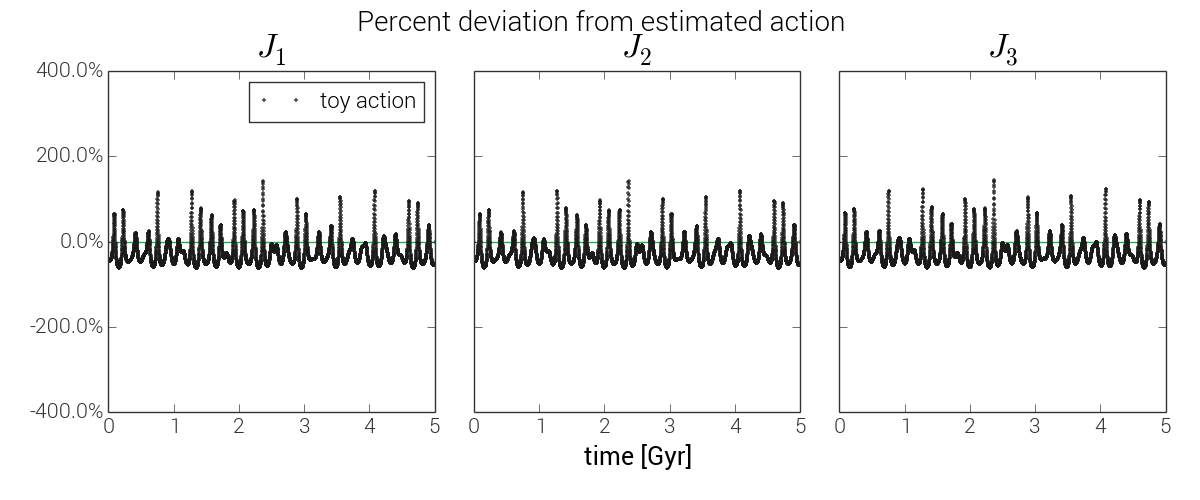 Percent deviation from estimated action
J1 J2 J3
400.0%
toy action
200.0%
0.0%
-200.0%
-400.0%
0 1 2 3 4 5 0 1 2 3 4 5 0 1 2 3 4 5
time [Gyr]